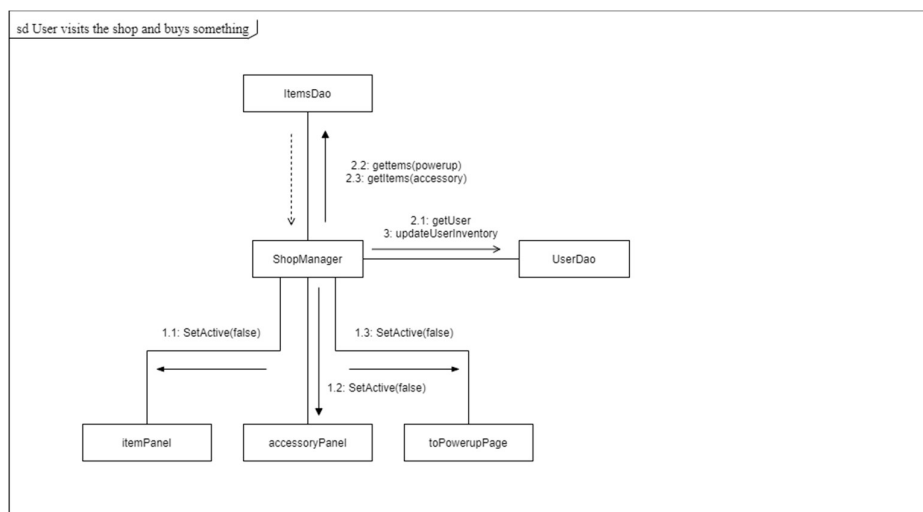 sd User visits the shop and buys something
ItemsDao
2.2: getItems(powerup)
2.3: getItems(accessory)
2.1: getUser
3: updateUserInventory
ShopManager
UserDao
1.1: SetActive(false)
1.3: SetActive(false)
1.2: SetActive(false)
itemPanel
accessoryPanel
toPowerupPage